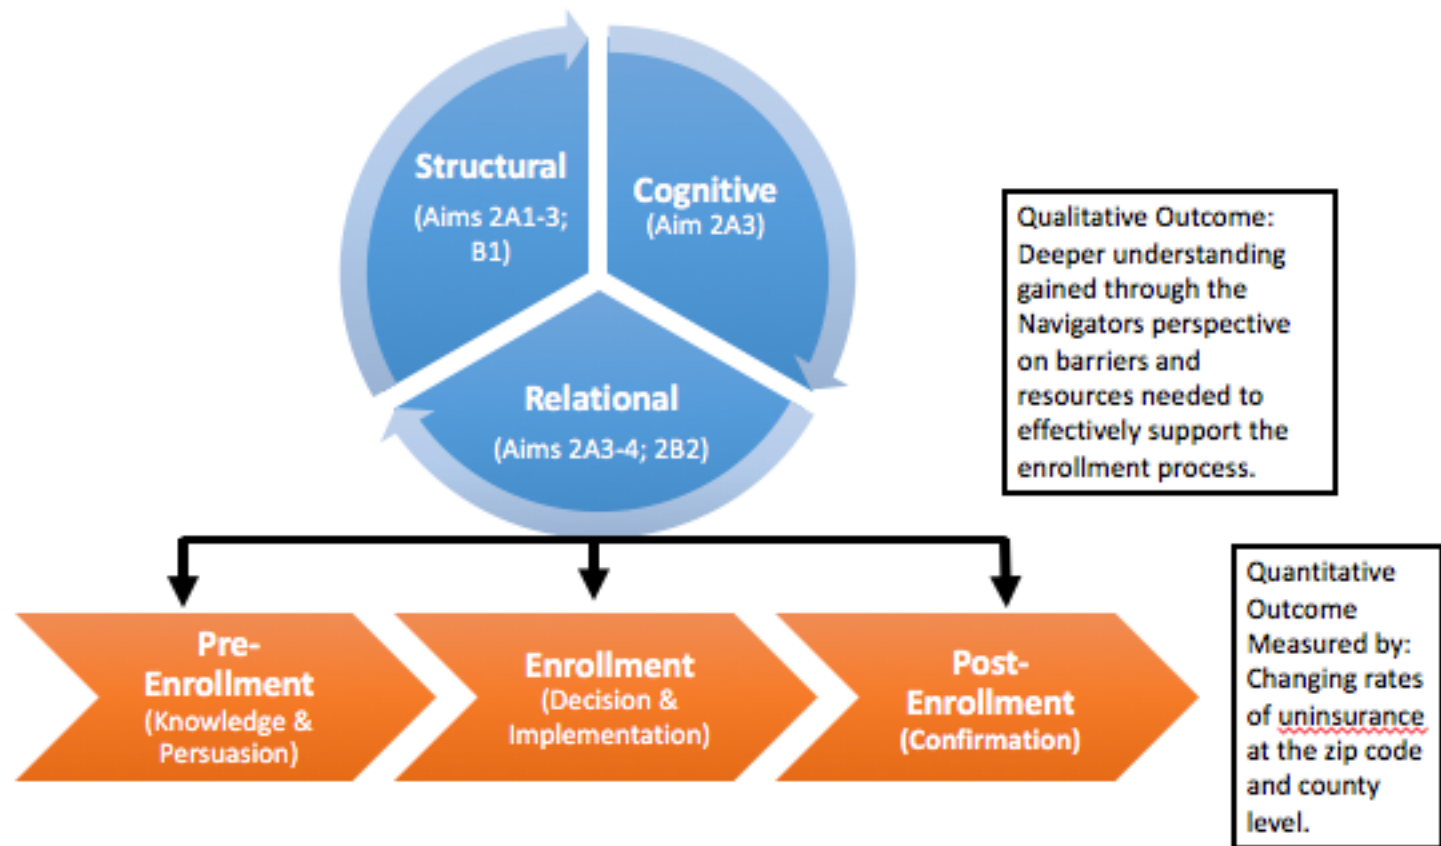 Structural
(Aims 2A1-3;
B1)
Cognitive
(Aim 2A3)
Relational
(Aims 2A3-4; 2B2)
Qualitative Outcome:
Deeper understanding
gained through the
Navigators perspective
on barriers and
resources needed to
effectively support the
enrollment process.
Pre-
Enrollment
(Knowledge &
Persuasion)
Enrollment
(Decision &
Implementation)
Post-
Enrollment
(Confirmation)
Quantitative
Outcome
Measured by:
Changing rates
of uninsurance
at the zip code
and county
level.